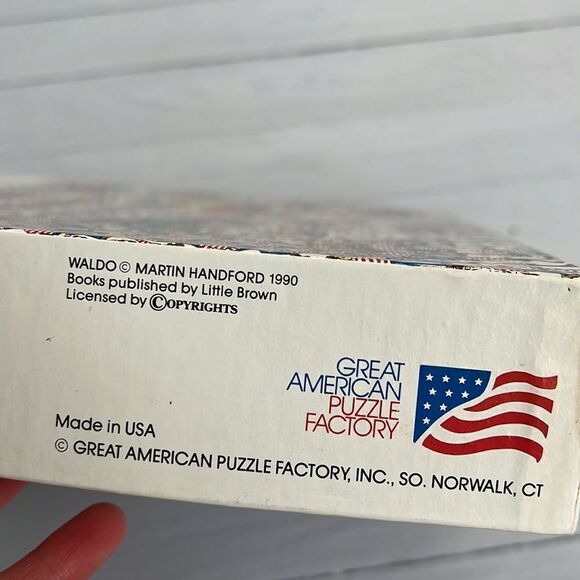 WALDO © MARTIN HANDFORD 1990
Books published by Little Brown
Licensed by ©OPYRIGHTS
GREAT
AMERICAN
PUZZLE
FACTORY
Made in USA
© GREAT AMERICAN PUZZLE FACTORY, INC., SO. NORWALK, CT